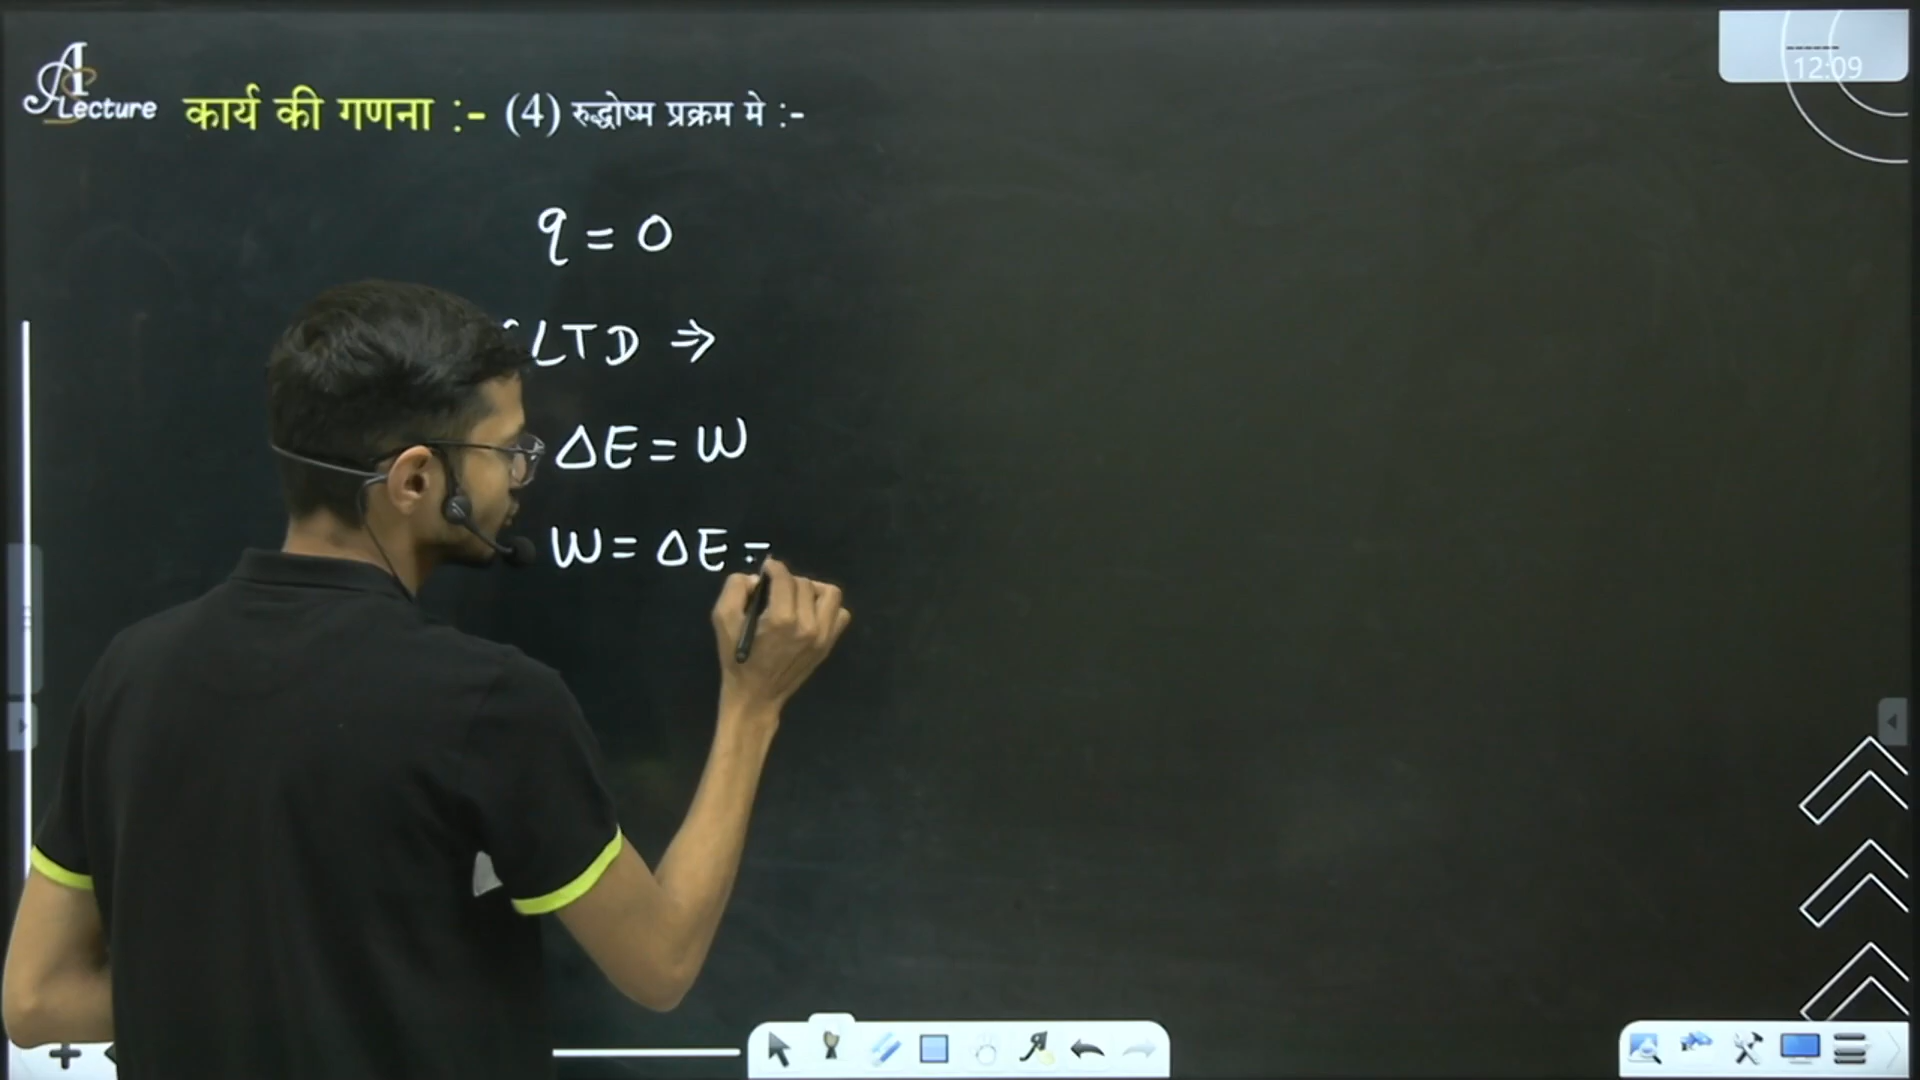 A Lecture
कार्य की गणना :- (4) रुद्धोष्म प्रक्रम मे :-
12:09
q = 0
LTD ⇒
ΔE = W
W = ΔE =